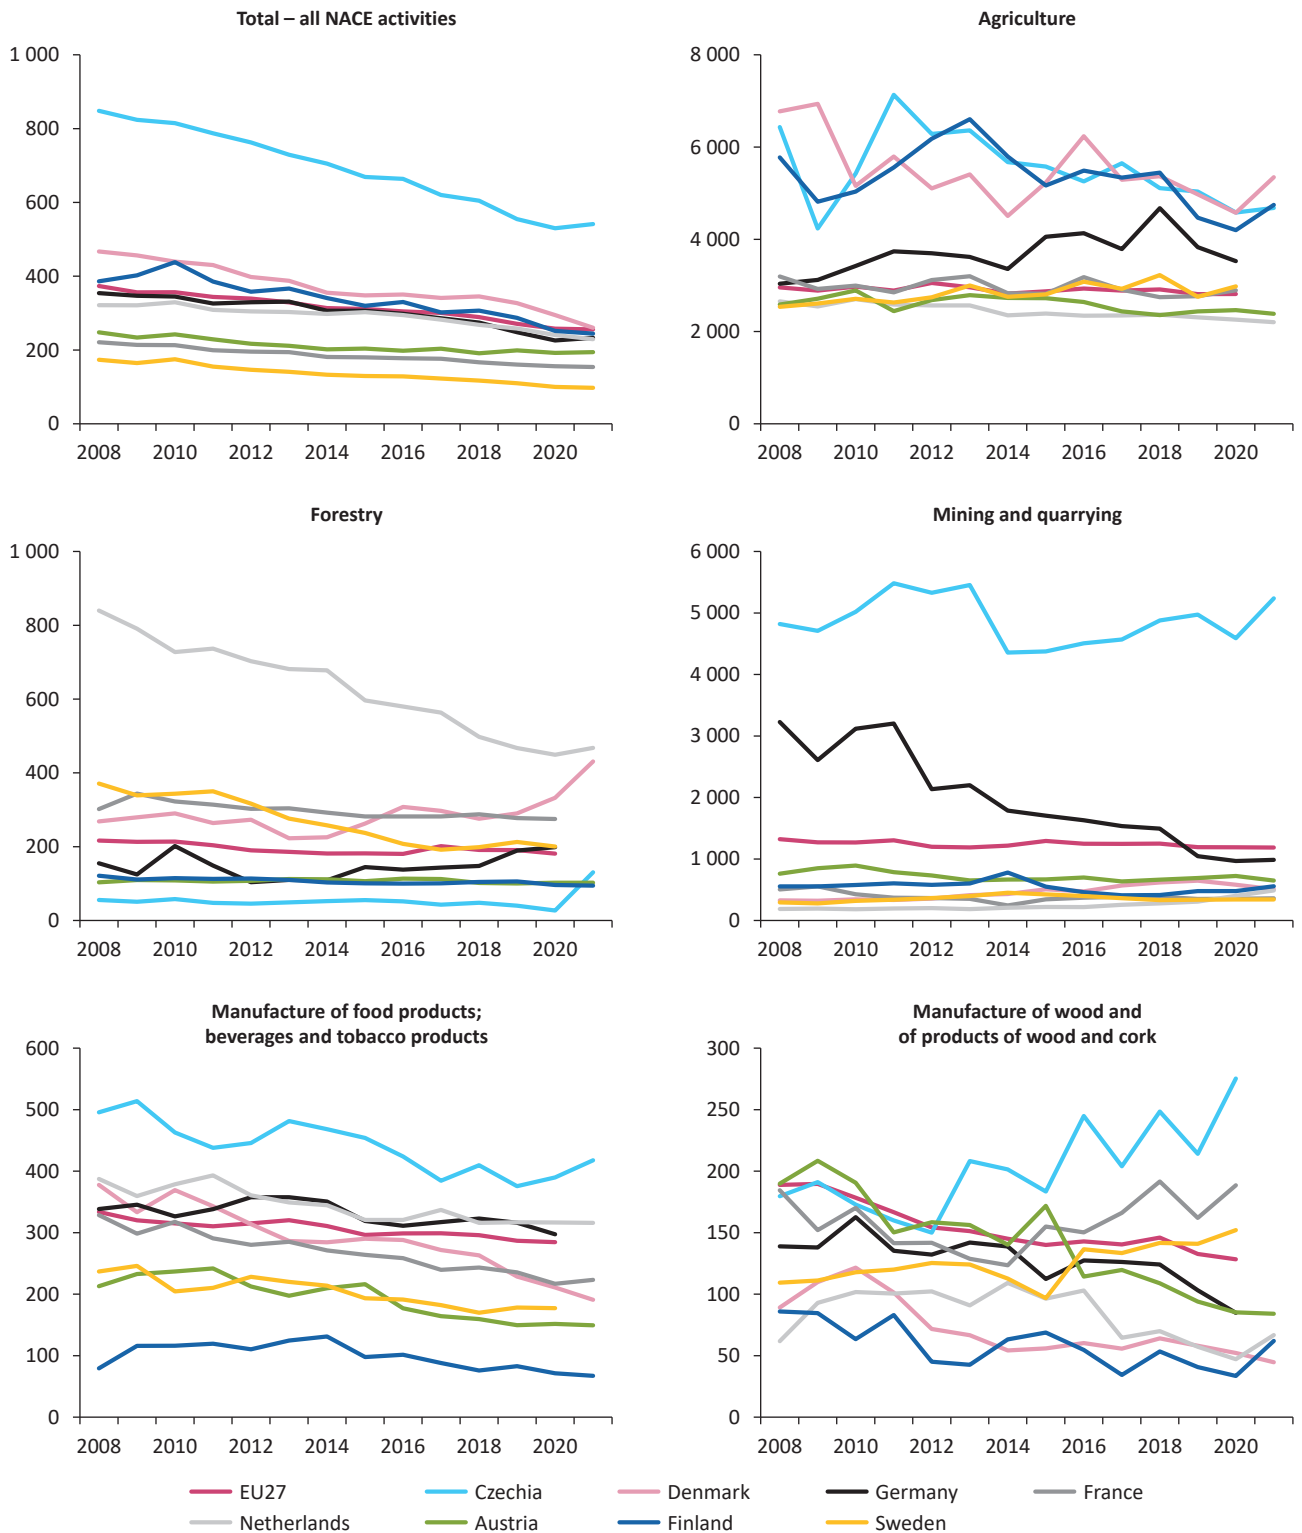 Total – all NACE activities
1 000
800
600
400
200
0
2008 2010 2012 2014 2016 2018 2020
Agriculture
8 000
6 000
4 000
2 000
0
2008 2010 2012 2014 2016 2018 2020
Forestry
1 000
800
600
400
200
0
2008 2010 2012 2014 2016 2018 2020
Mining and quarrying
6 000
5 000
4 000
3 000
2 000
1 000
0
2008 2010 2012 2014 2016 2018 2020
Manufacture of food products;
beverages and tobacco products
600
500
400
300
200
100
0
2008 2010 2012 2014 2016 2018 2020
Manufacture of wood and
of products of wood and cork
300
250
200
150
100
50
0
2008 2010 2012 2014 2016 2018 2020
EU27 Czechia Denmark Germany France
Netherlands Austria Finland Sweden